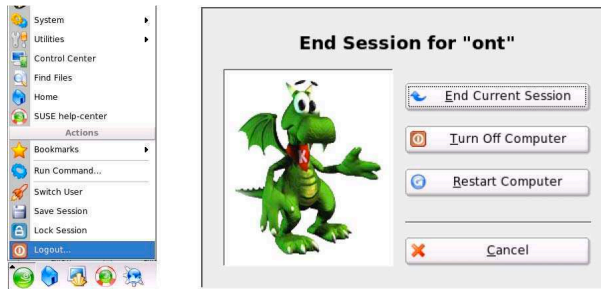 System
Utilities
Control Center
Find Files
Home
SUSE help-center
Actions
Bookmarks
Run Command...
Switch User
Save Session
Lock Session
Logout...
End Session for "ont"
K
End Current Session
Turn Off Computer
Restart Computer
Cancel